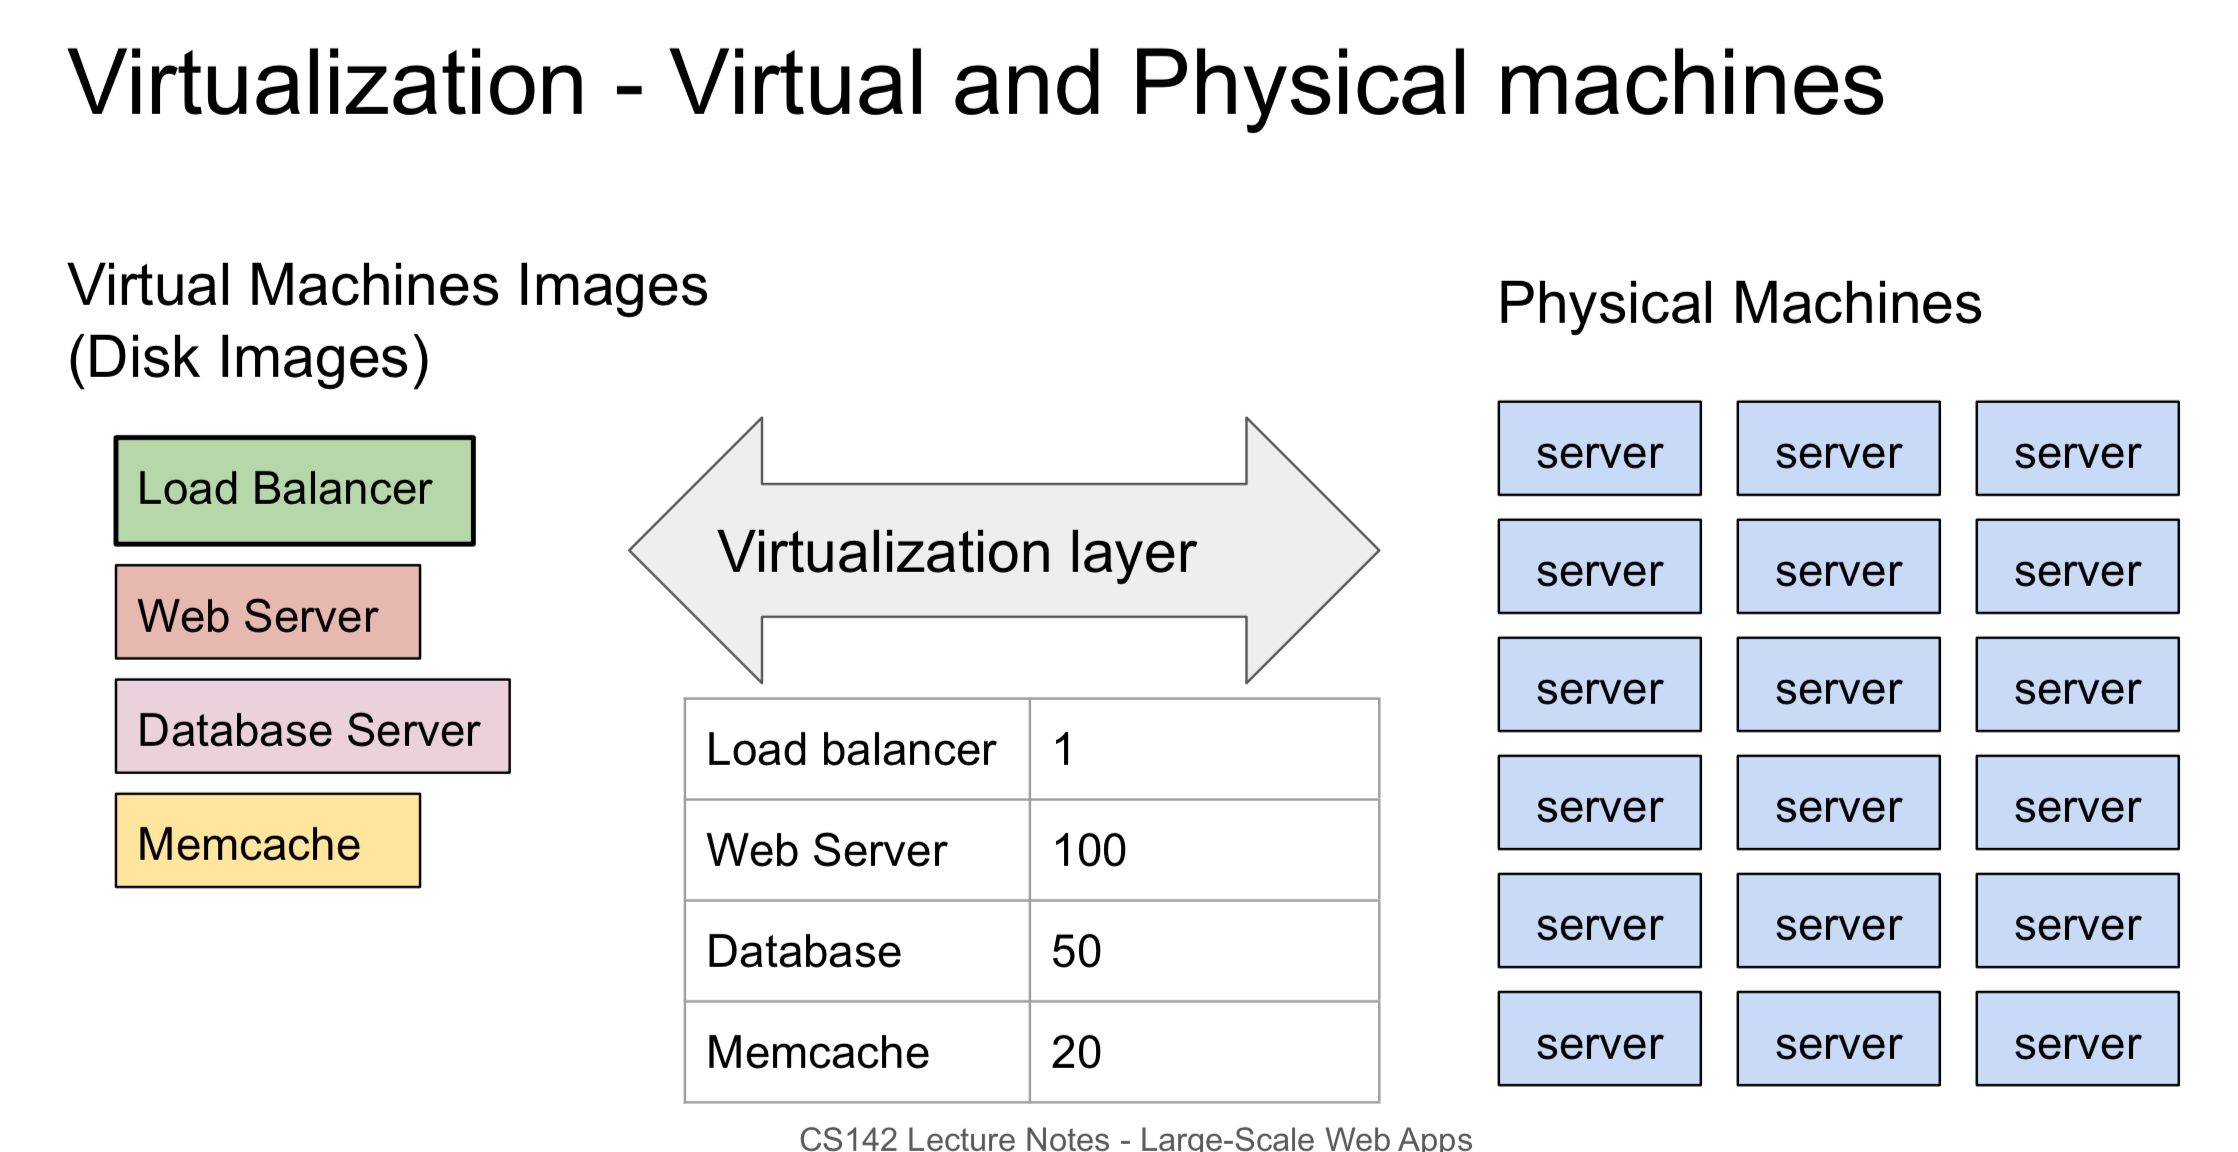 Virtualization - Virtual and Physical machines
Virtual Machines Images
(Disk Images)
Load Balancer
Web Server
Database Server
Memcache
Virtualization layer
Load balancer 1
Web Server 100
Database 50
Memcache 20
Physical Machines
server server server
server server server
server server server
server server server
server server server
server server server
CS142 Lecture Notes - Large-Scale Web Apps